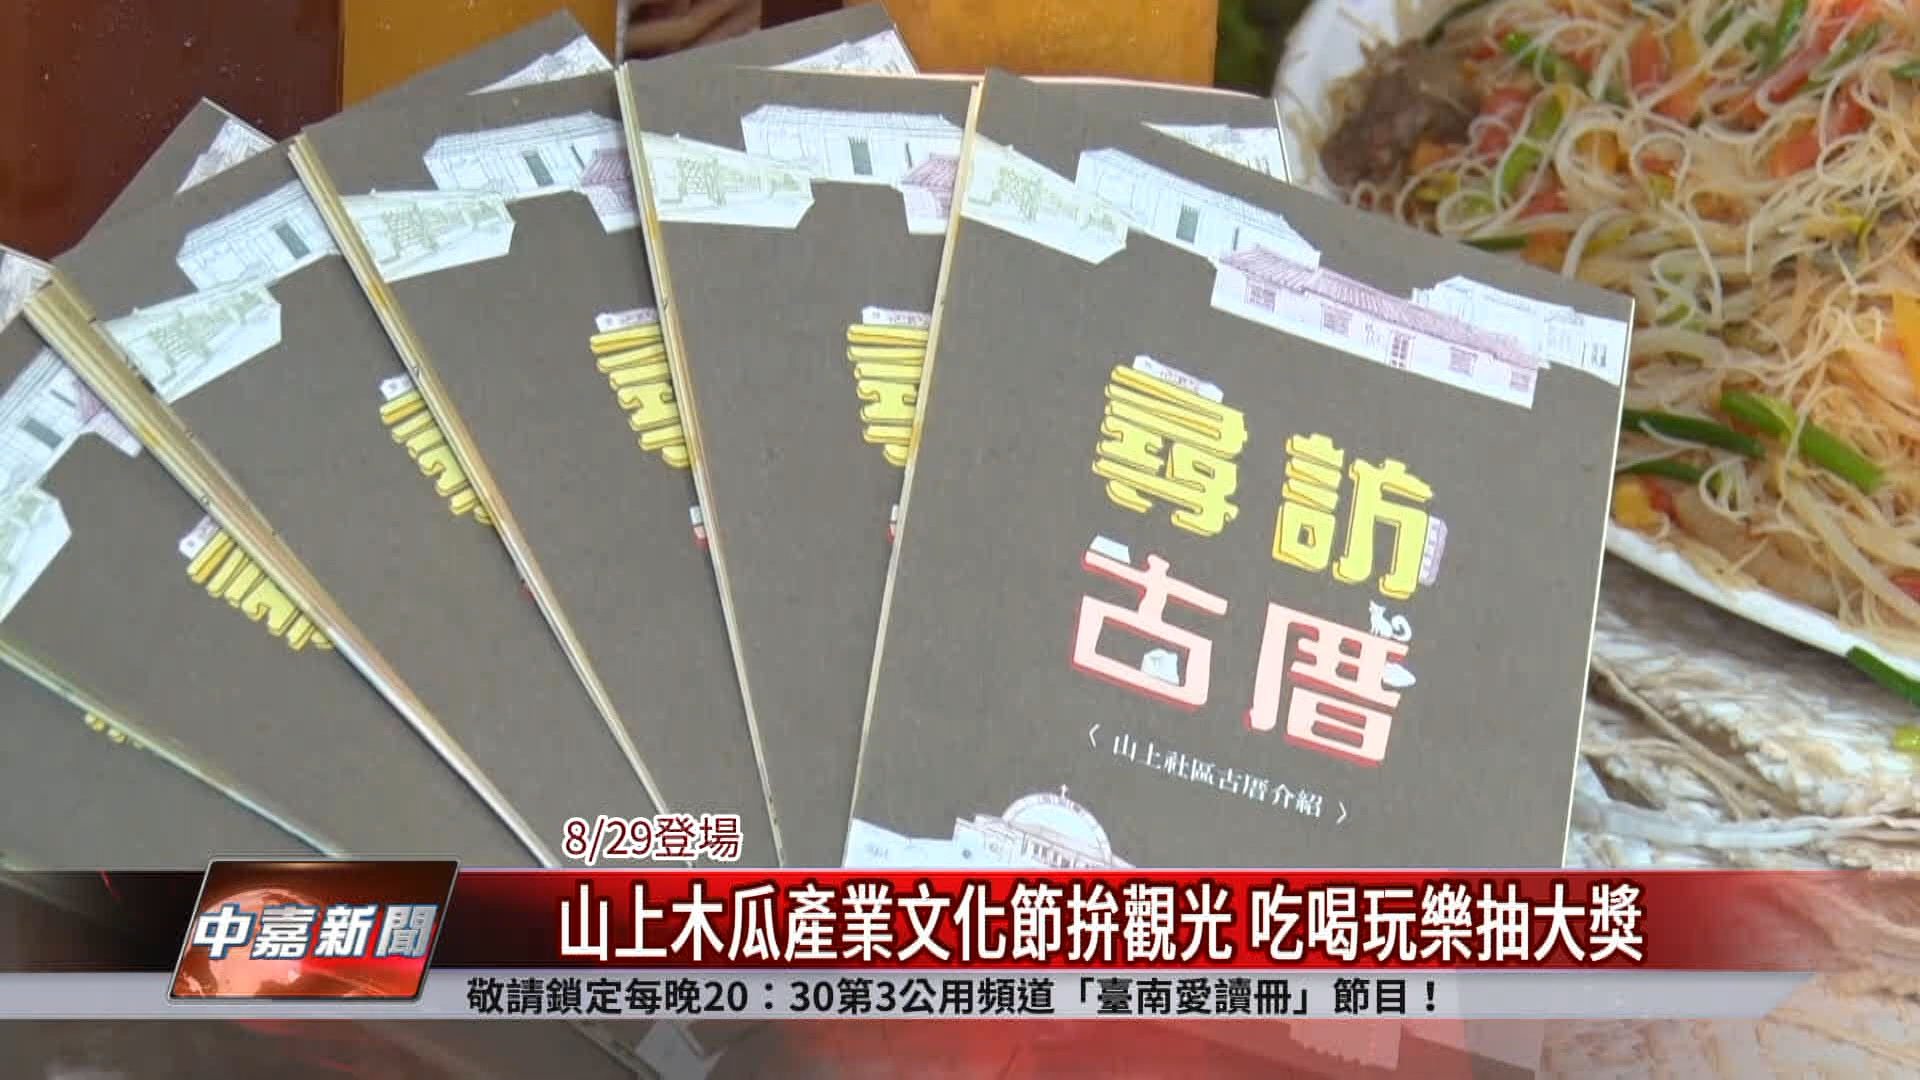 尋訪
古厝
〈山上社區古厝介紹〉
8/29登場
中嘉新聞
山上木瓜產業文化節拚觀光 吃喝玩樂抽大獎
敬請鎖定每晚20：30第3公用頻道「臺南愛讀冊」節目！